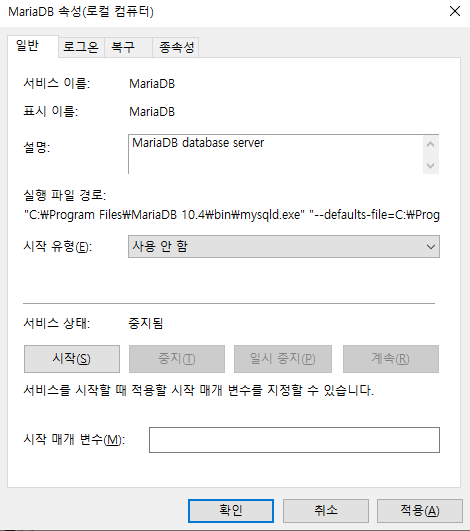 MariaDB 속성(로컬 컴퓨터)
일반 로그온 복구 종속성
서비스 이름: MariaDB
표시 이름: MariaDB
설명: MariaDB database server
실행 파일 경로:
"C:₩Program Files₩MariaDB 10.4₩bin₩mysqld.exe" "--defaults-file=C:₩Prog
시작 유형(E): 사용 안 함
서비스 상태: 중지됨
시작(S) 중지(T) 일시 중지(P) 계속(R)
서비스를 시작할 때 적용할 시작 매개 변수를 지정할 수 있습니다.
시작 매개 변수(M):
확인 취소 적용(A)